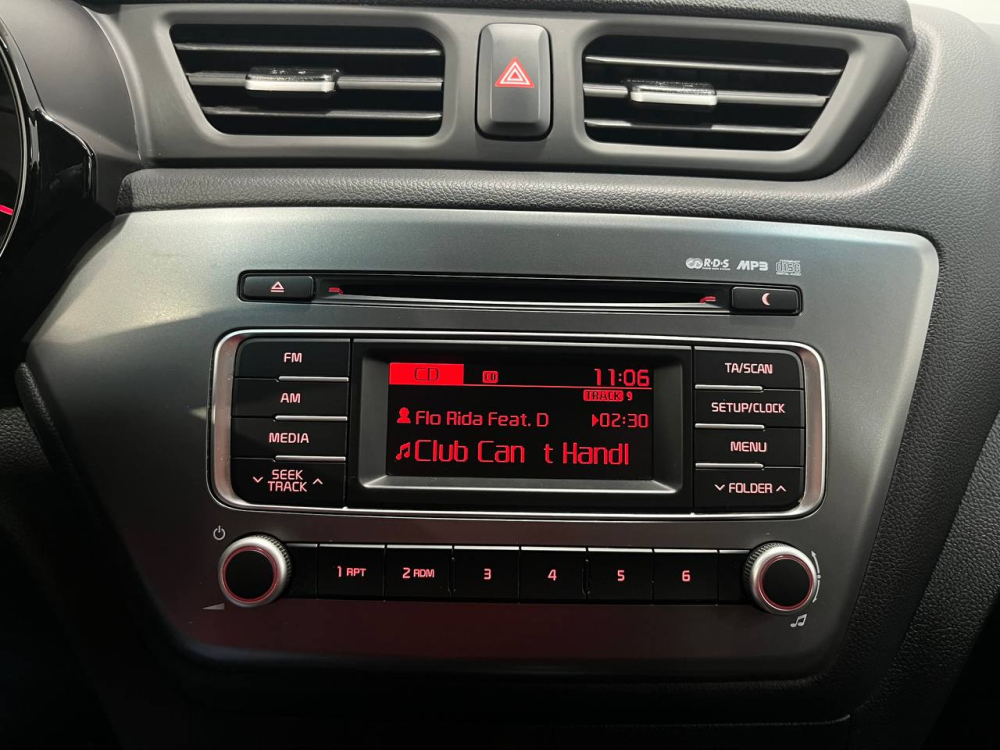 R·D·S MP3
FM
AM
MEDIA
SEEK
TRACK
CD CD 11:06
TRACK 9
Flo Rida Feat. D 02:30
Club Can t Handl
TA/SCAN
SETUP/CLOCK
MENU
FOLDER
1 RPT 2 RDM 3 4 5 6